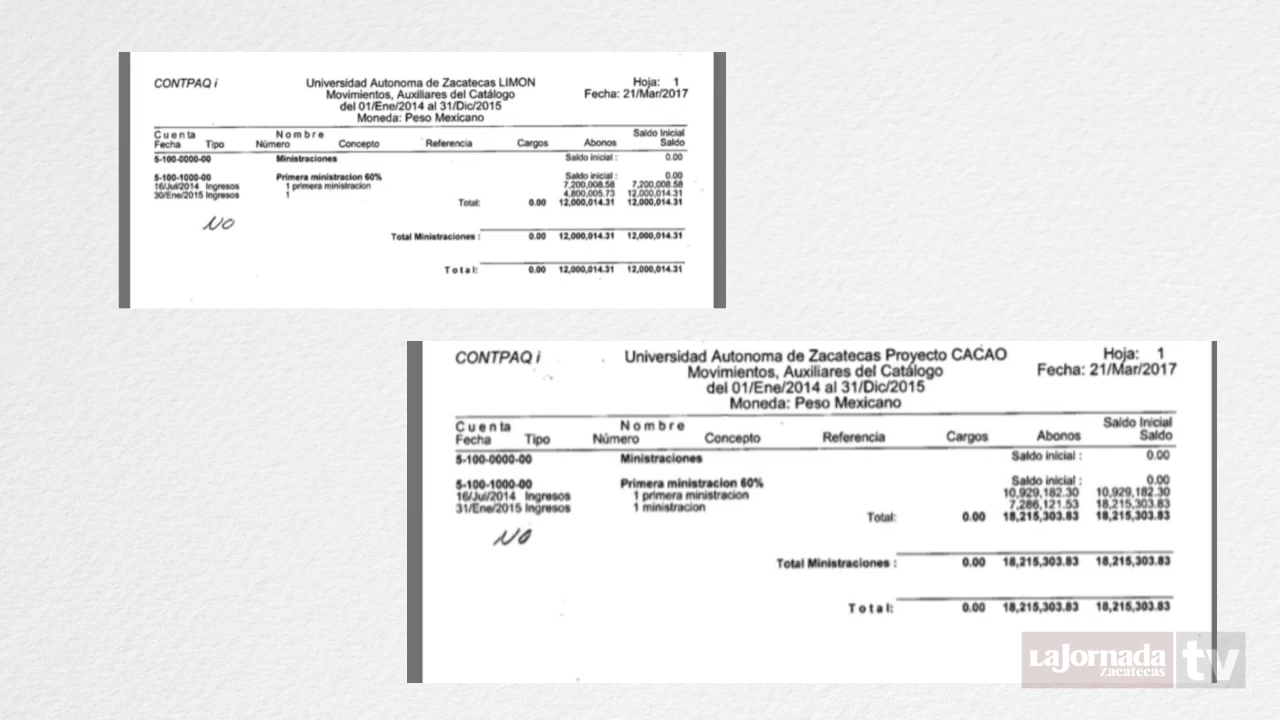 CONTPAQ i Universidad Autonoma de Zacatecas LIMON Hoja: 1
Movimientos, Auxiliares del Catálogo Fecha: 21/Mar/2017
del 01/Ene/2014 al 31/Dic/2015
Moneda: Peso Mexicano
Cuenta Nombre Saldo Inicial
Fecha Tipo Número Concepto Referencia Cargos Abonos Saldo
5-100-0000-00 Ministraciones Saldo inicial : 0.00
5-100-1000-00 Primera ministracion 60% Saldo inicial : 0.00
16/Jul/2014 Ingresos 1 primera ministracion 7,200,008.58 7,200,008.58
30/Ene/2015 Ingresos 1 4,800,005.73 12,000,014.31
Total: 0.00 12,000,014.31 12,000,014.31
NO
Total Ministraciones : 0.00 12,000,014.31 12,000,014.31
Total: 0.00 12,000,014.31 12,000,014.31
CONTPAQ i Universidad Autonoma de Zacatecas Proyecto CACAO Hoja: 1
Movimientos, Auxiliares del Catálogo Fecha: 21/Mar/2017
del 01/Ene/2014 al 31/Dic/2015
Moneda: Peso Mexicano
Cuenta Nombre Saldo Inicial
Fecha Tipo Número Concepto Referencia Cargos Abonos Saldo
5-100-0000-00 Ministraciones Saldo inicial : 0.00
5-100-1000-00 Primera ministracion 60% Saldo inicial : 0.00
16/Jul/2014 Ingresos 1 primera ministracion 10,929,182.30 10,929,182.30
31/Ene/2015 Ingresos 1 ministracion 7,286,121.53 18,215,303.83
Total: 0.00 18,215,303.83 18,215,303.83
NO
Total Ministraciones : 0.00 18,215,303.83 18,215,303.83
Total: 0.00 18,215,303.83 18,215,303.83
LaJornada tv
zacatecas